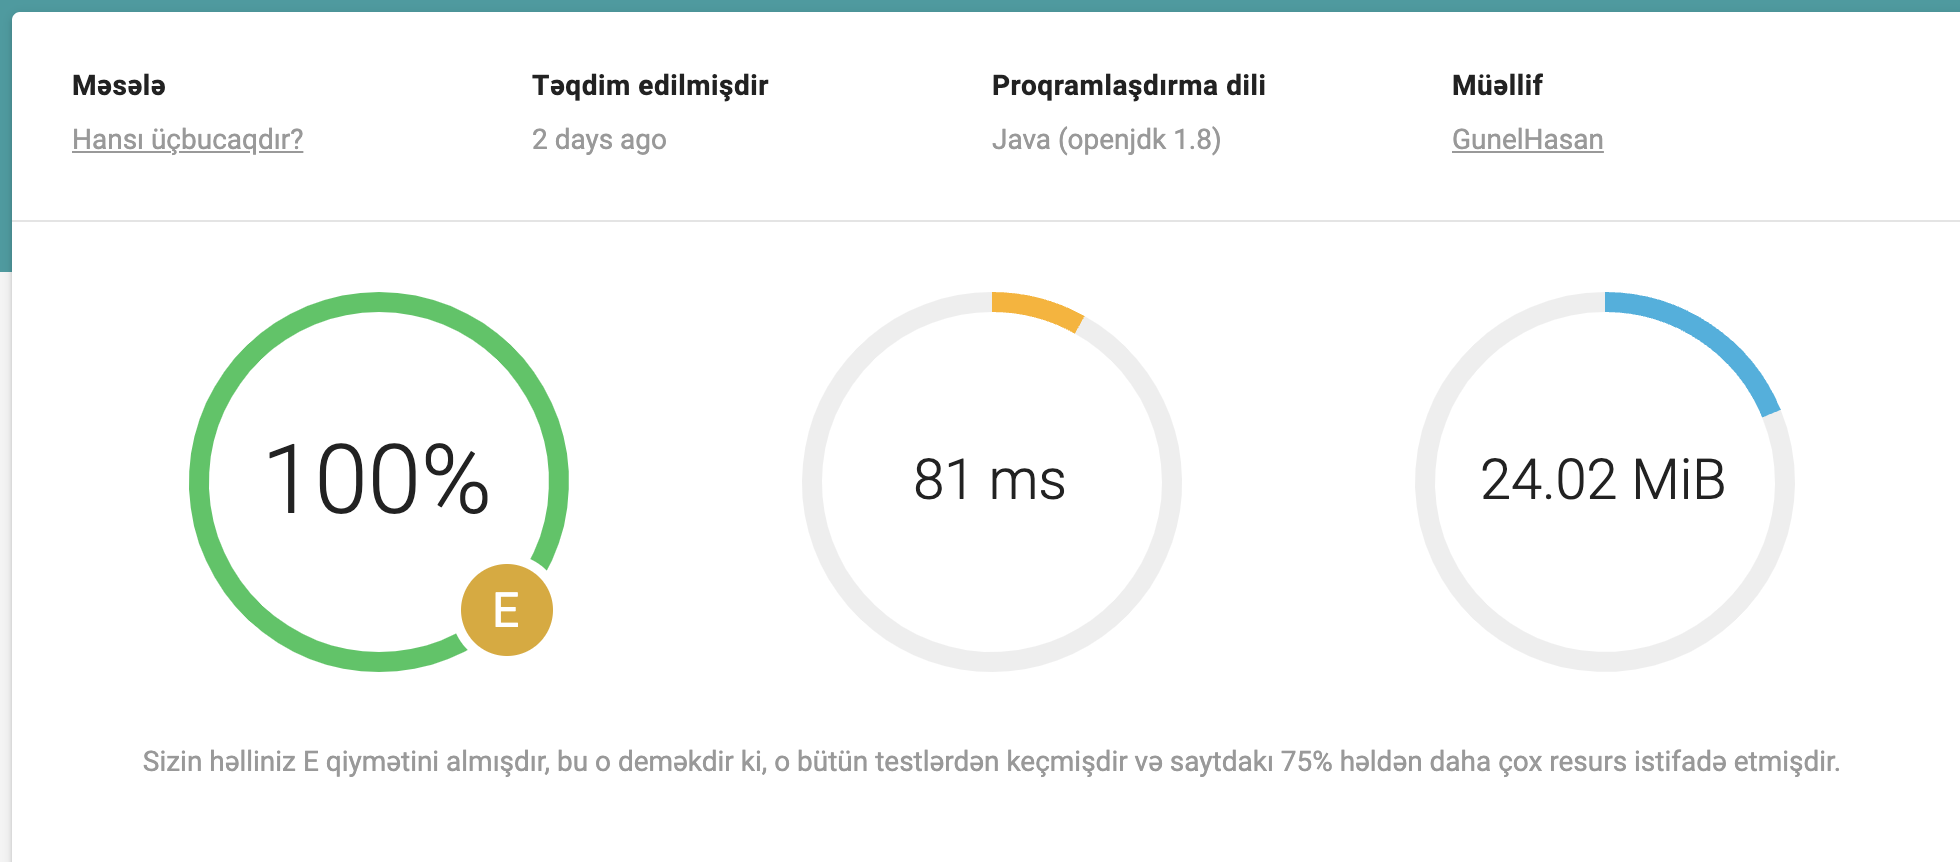 Məsələ
Təqdim edilmişdir
Proqramlaşdırma dili
Müəllif
Hansı üçbucaqdır?
2 days ago
Java (openjdk 1.8)
GunelHasan
100%
81 ms
24.02 MiB
E
Sizin həlliniz E qiymətini almışdır, bu o deməkdir ki, o bütün testlərdən keçmişdir və saytdakı 75% həldən daha çox resurs istifadə etmişdir.